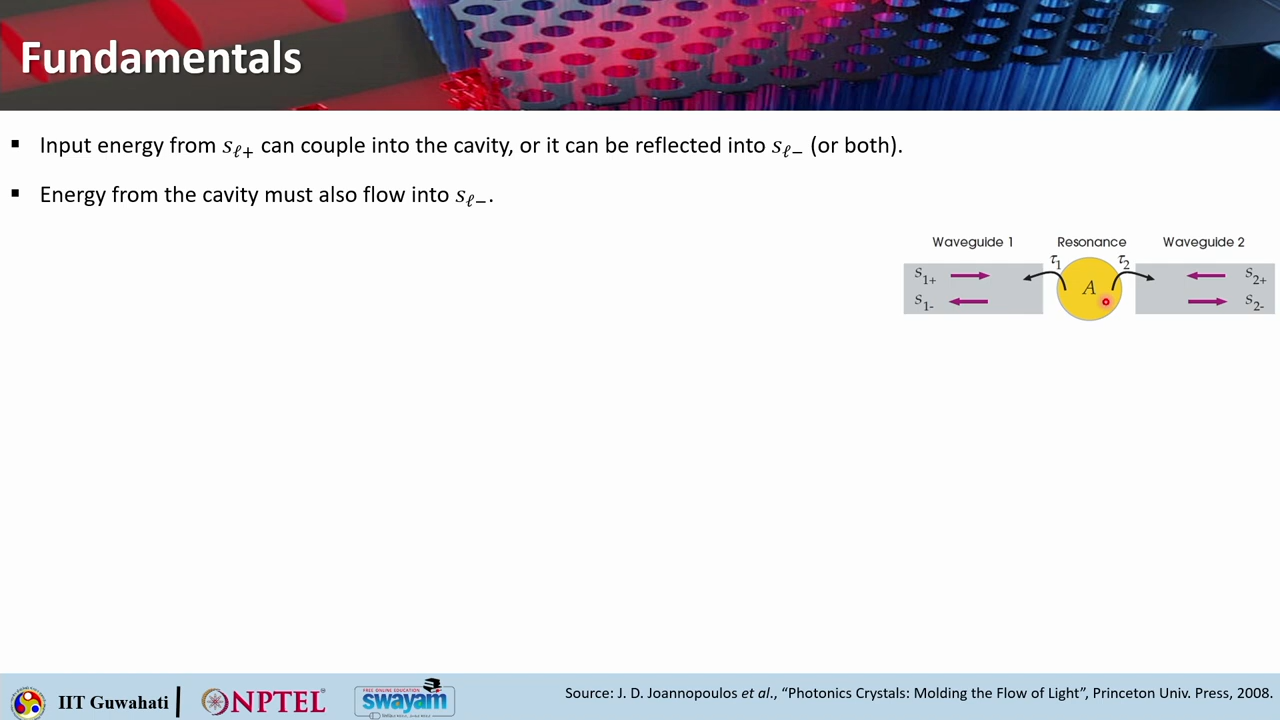 Fundamentals
▪ Input energy from 𝑠ℓ+ can couple into the cavity, or it can be reflected into 𝑠ℓ− (or both).
▪ Energy from the cavity must also flow into 𝑠ℓ−.
Waveguide 1 Resonance Waveguide 2
τ1 τ2
S1+ A S2+
S1- S2-
IIT Guwahati NPTEL
FREE ONLINE EDUCATION
swayam
Source: J. D. Joannopoulos et al., “Photonics Crystals: Molding the Flow of Light”, Princeton Univ. Press, 2008.